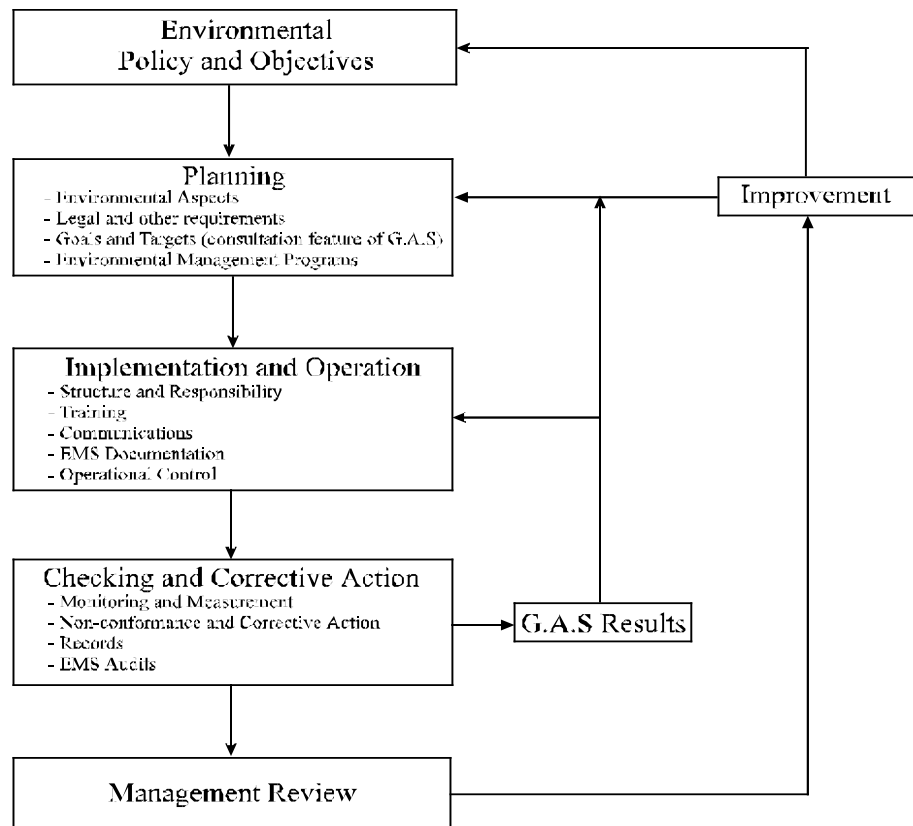 Environmental
Policy and Objectives
Planning
- Environmental Aspects
- Legal and other requirements
- Goals and Targets (consultation feature of G.A.S)
- Environmental Management Programs
Improvement
Implementation and Operation
- Structure and Responsibility
- Training
- Communications
- EMS Documentation
- Operational Control
Checking and Corrective Action
- Monitoring and Measurement
- Non-conformance and Corrective Action
- Records
- EMS Audits
G.A.S Results
Management Review